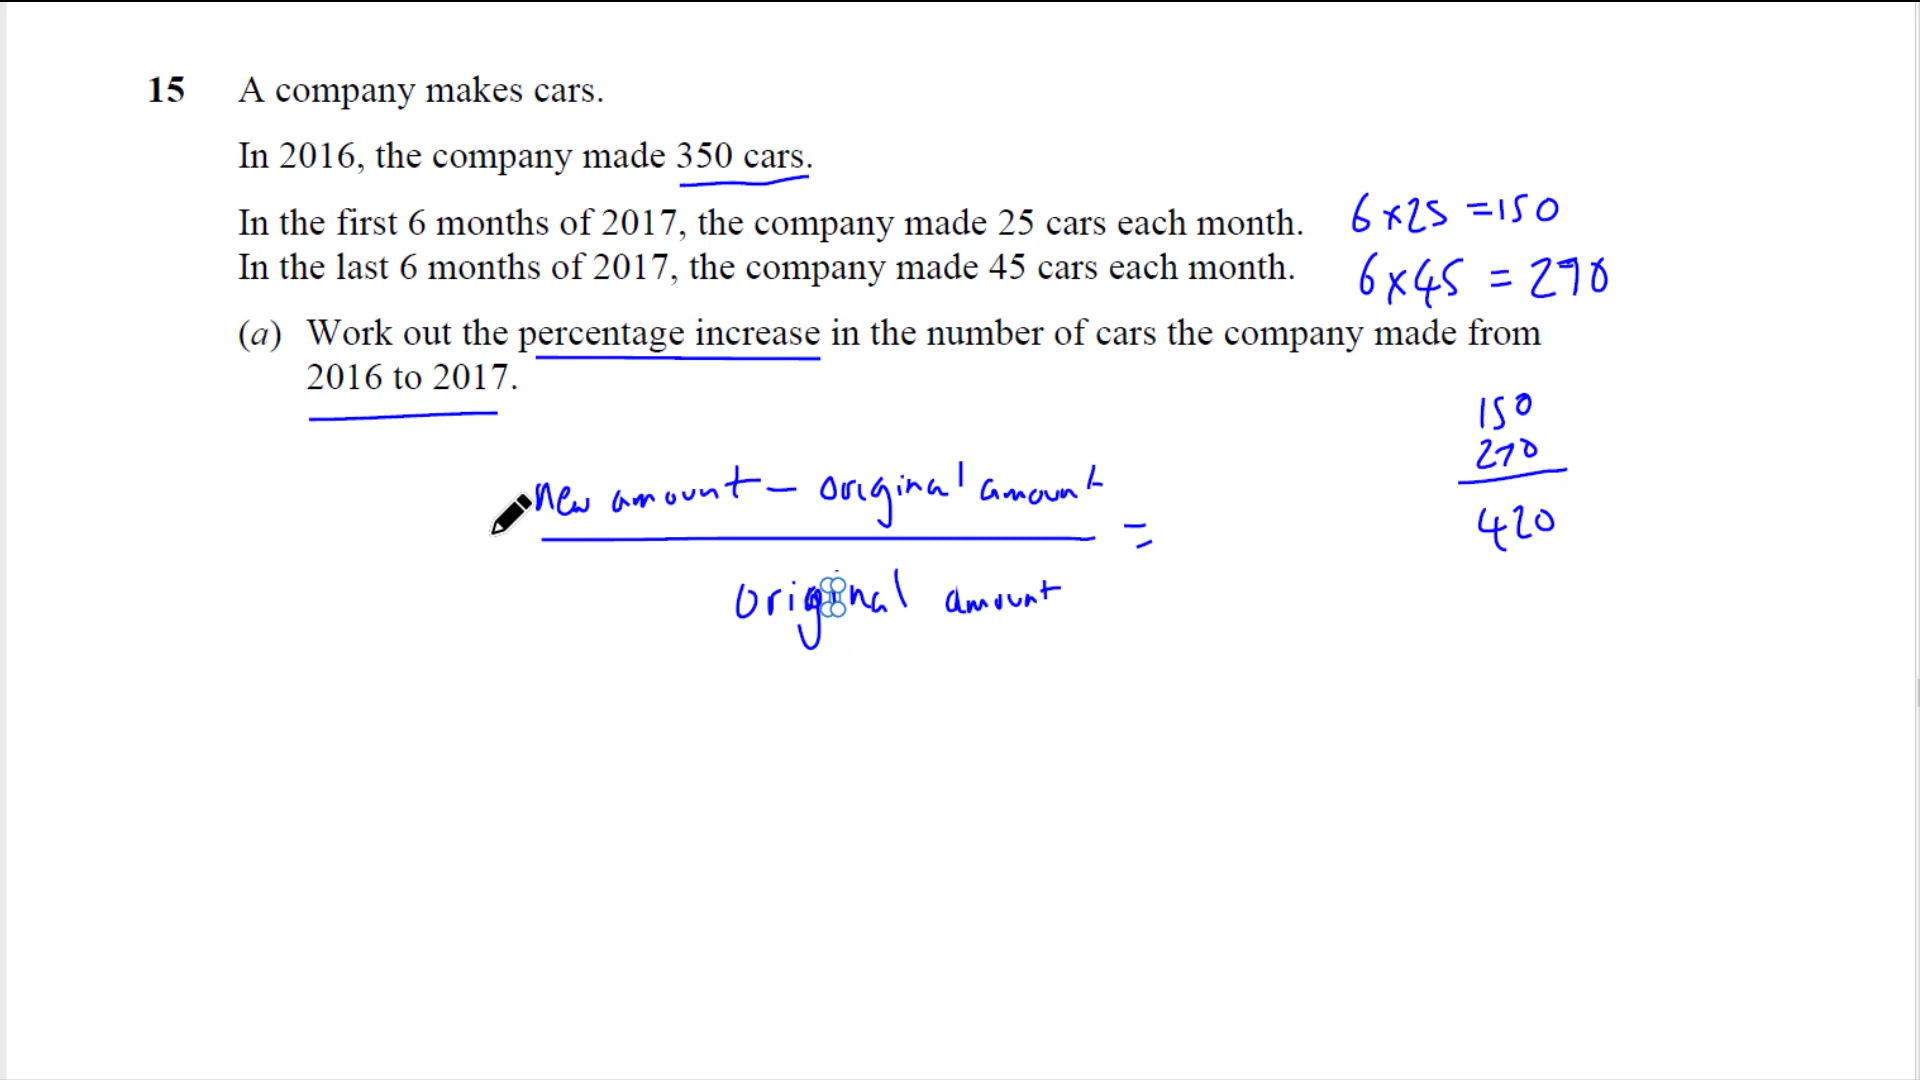 15 A company makes cars.
In 2016, the company made 350 cars.
In the first 6 months of 2017, the company made 25 cars each month. 6×25 =150
In the last 6 months of 2017, the company made 45 cars each month. 6×45 = 270
(a) Work out the percentage increase in the number of cars the company made from
2016 to 2017.
150
270
420
new amount – original amount =
original amount